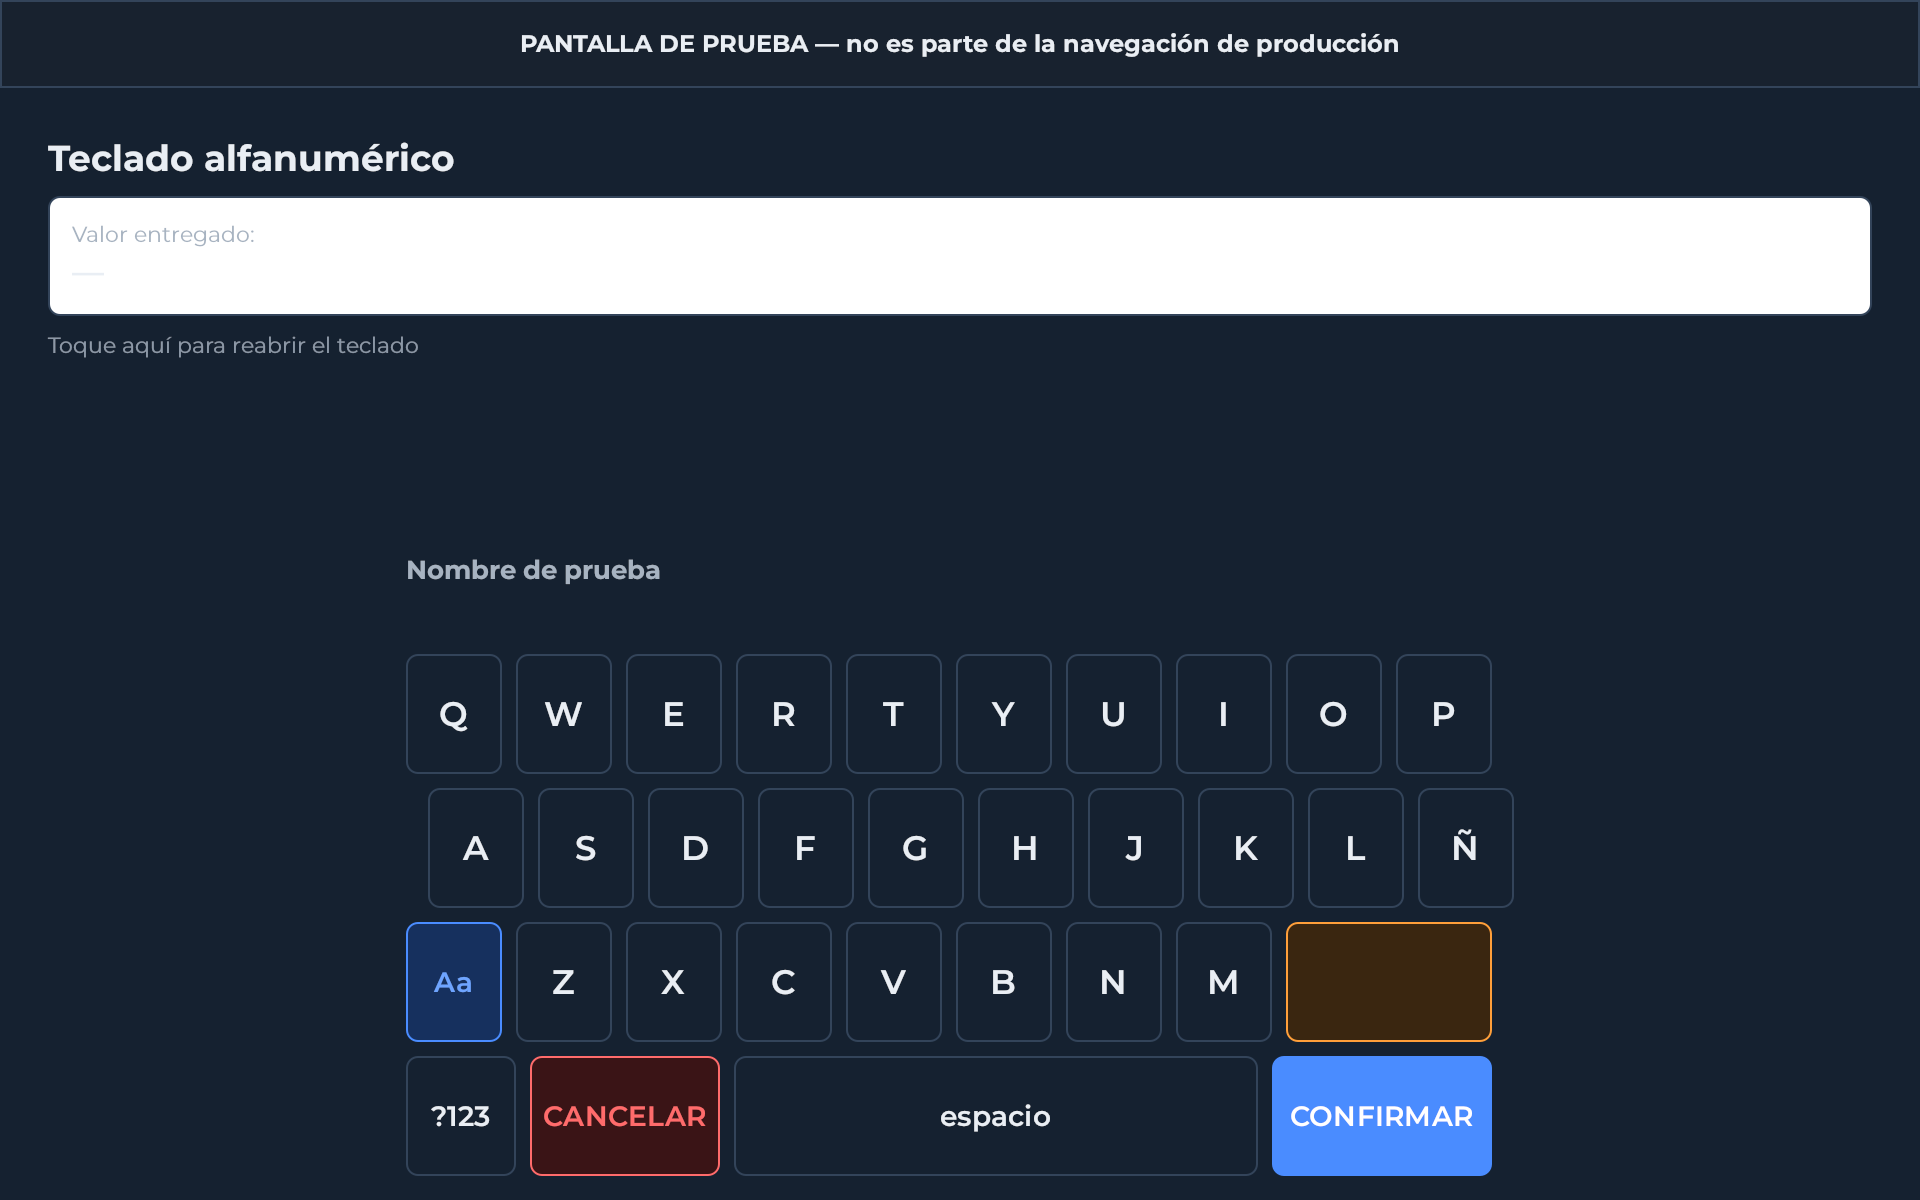 PANTALLA DE PRUEBA — no es parte de la navegación de producción
Teclado alfanumérico
Valor entregado:
—
Toque aquí para reabrir el teclado
Nombre de prueba
Q W E R T Y U I O P
A S D F G H J K L Ñ
Aa Z X C V B N M
?123 CANCELAR espacio CONFIRMAR